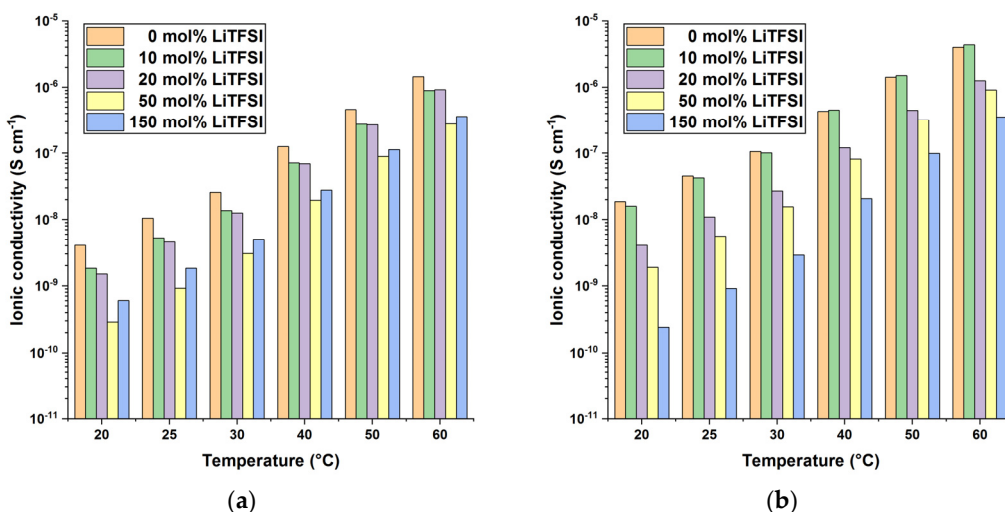 10⁻⁵
10⁻⁶
10⁻⁷
10⁻⁸
10⁻⁹
10⁻¹⁰
10⁻¹¹
Ionic conductivity (S cm⁻¹)
0 mol% LiTFSI
10 mol% LiTFSI
20 mol% LiTFSI
50 mol% LiTFSI
150 mol% LiTFSI
20 25 30 40 50 60
Temperature (°C)
(a)
10⁻⁵
10⁻⁶
10⁻⁷
10⁻⁸
10⁻⁹
10⁻¹⁰
10⁻¹¹
Ionic conductivity (S cm⁻¹)
0 mol% LiTFSI
10 mol% LiTFSI
20 mol% LiTFSI
50 mol% LiTFSI
150 mol% LiTFSI
20 25 30 40 50 60
Temperature (°C)
(b)